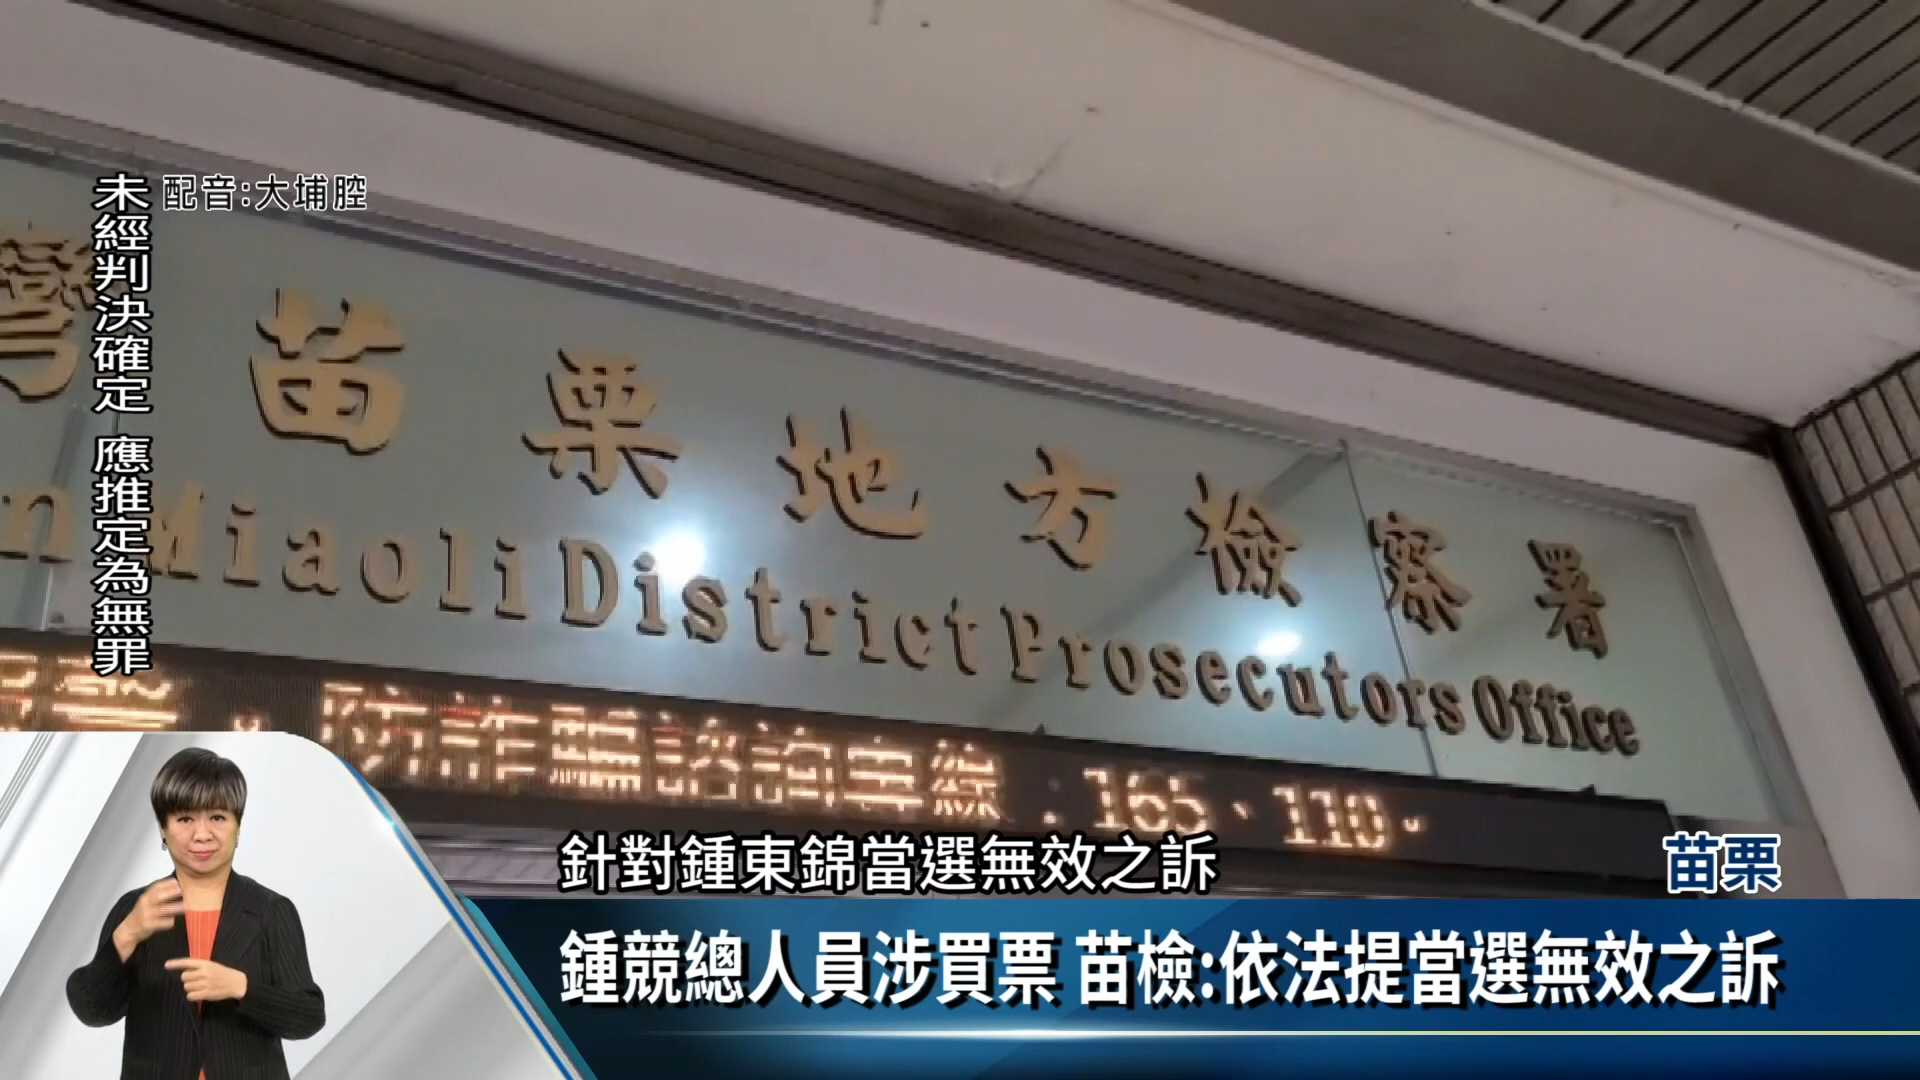 配音:大埔腔
未經判決確定 應推定為無罪
灣苗栗地方檢察署
n Miaoli District Prosecutors Office
防詐騙諮詢專線：165、110。
針對鍾東錦當選無效之訴
苗栗
鍾競總人員涉買票 苗檢:依法提當選無效之訴